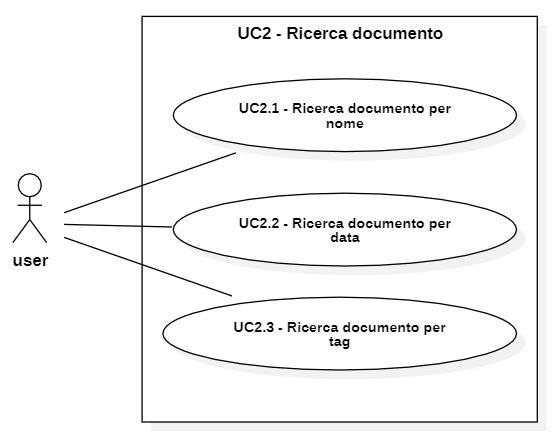 UC2 - Ricerca documento
UC2.1 - Ricerca documento per
nome
UC2.2 - Ricerca documento per
data
user
UC2.3 - Ricerca documento per
tag